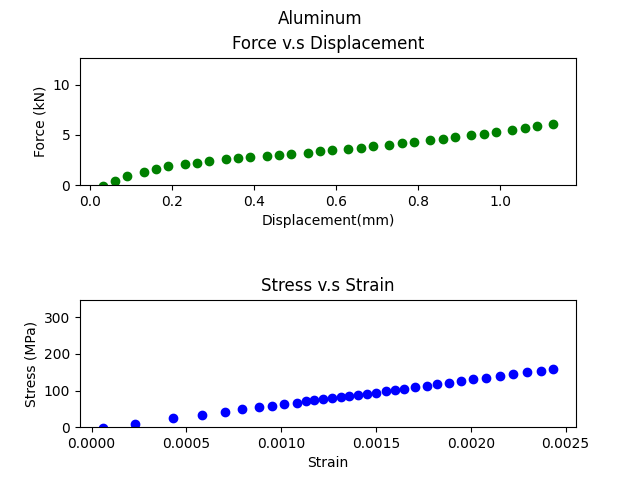 Aluminum
Force v.s Displacement
Force (kN)
10
5
0
0.0 0.2 0.4 0.6 0.8 1.0
Displacement(mm)
Stress v.s Strain
Stress (MPa)
300
200
100
0
0.0000 0.0005 0.0010 0.0015 0.0020 0.0025
Strain